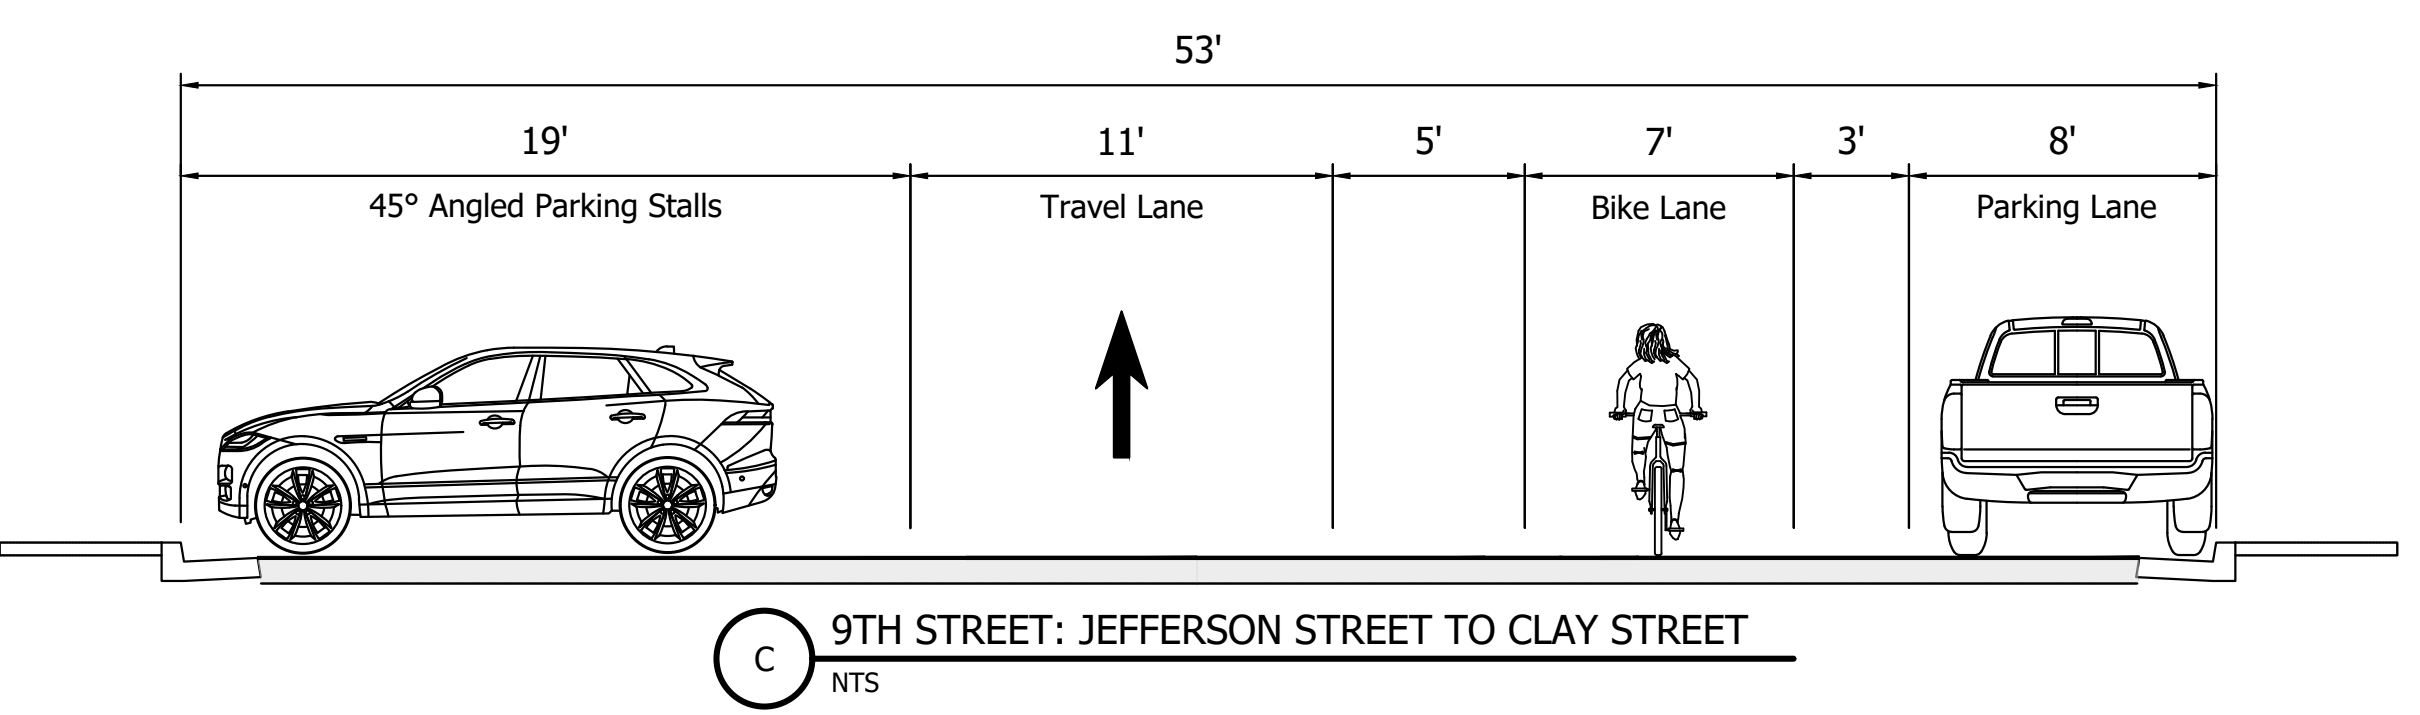 53'
19' 11' 5' 7' 3' 8'
45° Angled Parking Stalls Travel Lane Bike Lane Parking Lane
C 9TH STREET: JEFFERSON STREET TO CLAY STREET
NTS